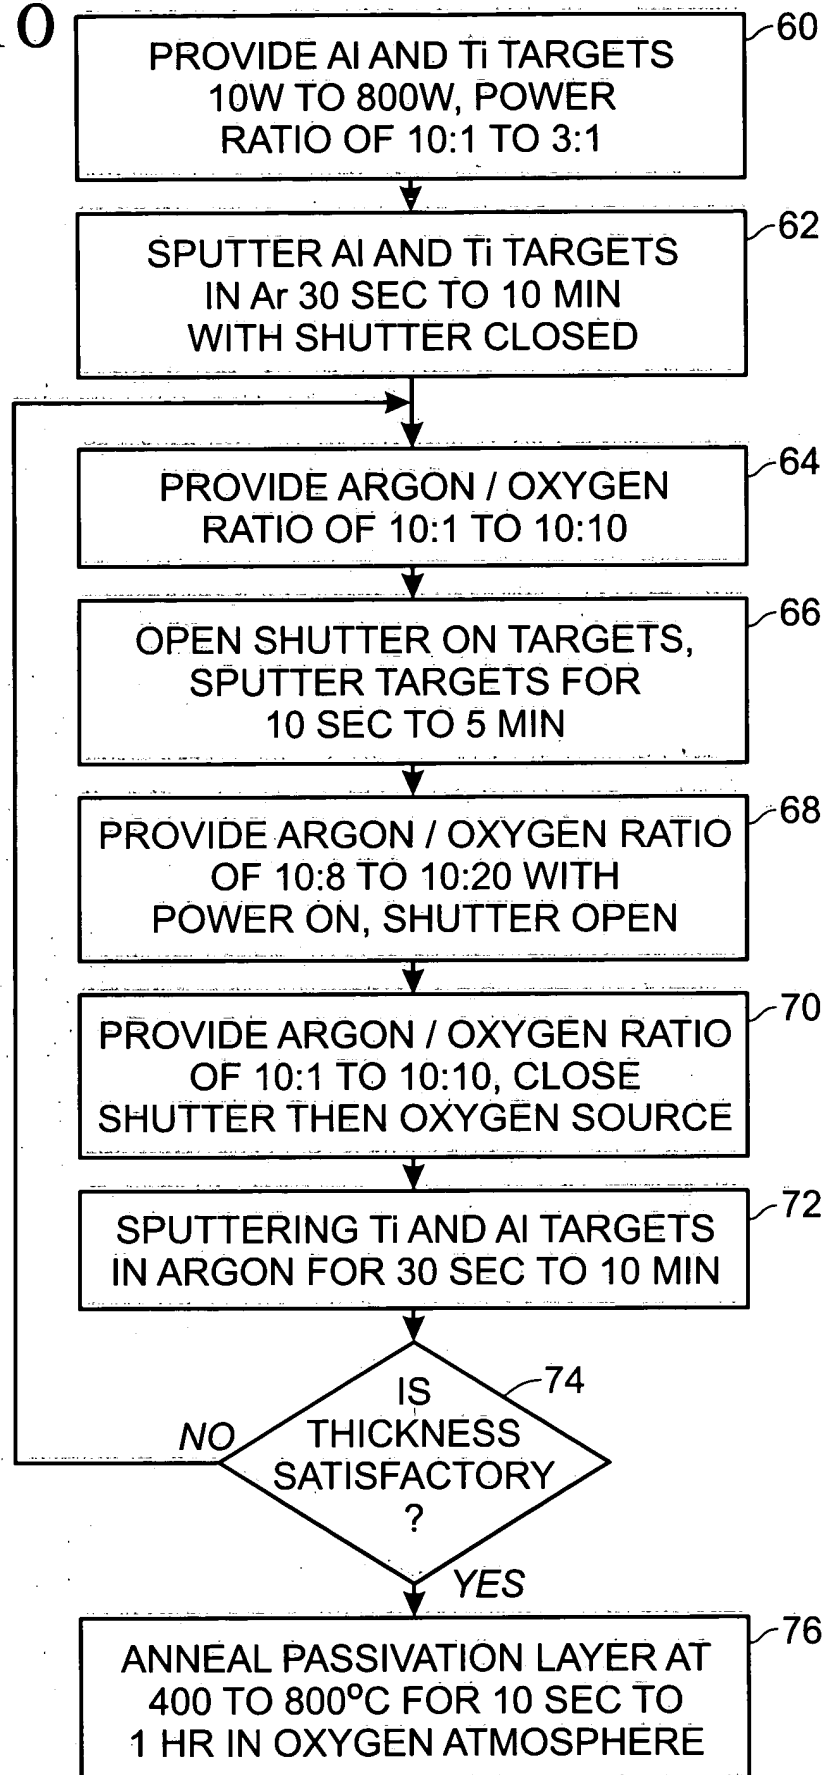 10
60
PROVIDE Al AND Ti TARGETS
10W TO 800W, POWER
RATIO OF 10:1 TO 3:1
62
SPUTTER Al AND Ti TARGETS
IN Ar 30 SEC TO 10 MIN
WITH SHUTTER CLOSED
64
PROVIDE ARGON / OXYGEN
RATIO OF 10:1 TO 10:10
66
OPEN SHUTTER ON TARGETS,
SPUTTER TARGETS FOR
10 SEC TO 5 MIN
68
PROVIDE ARGON / OXYGEN RATIO
OF 10:8 TO 10:20 WITH
POWER ON, SHUTTER OPEN
70
PROVIDE ARGON / OXYGEN RATIO
OF 10:1 TO 10:10, CLOSE
SHUTTER THEN OXYGEN SOURCE
72
SPUTTERING Ti AND Al TARGETS
IN ARGON FOR 30 SEC TO 10 MIN
74
IS
THICKNESS
SATISFACTORY
?
NO
YES
76
ANNEAL PASSIVATION LAYER AT
400 TO 800ºC FOR 10 SEC TO
1 HR IN OXYGEN ATMOSPHERE